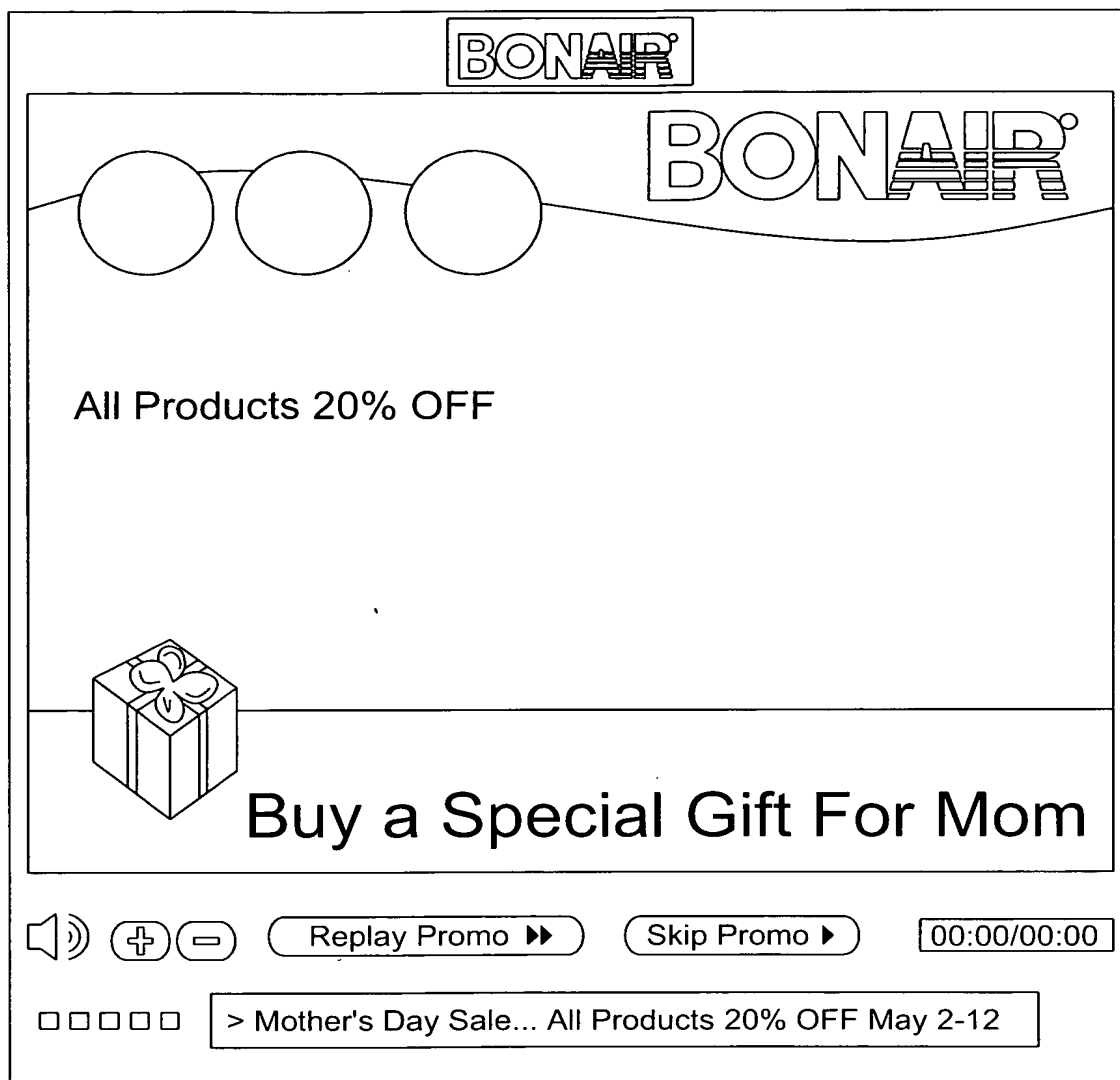 BONAIR
BONAIR
All Products 20% OFF
Buy a Special Gift For Mom
Replay Promo
Skip Promo
00:00/00:00
> Mother's Day Sale... All Products 20% OFF May 2-12